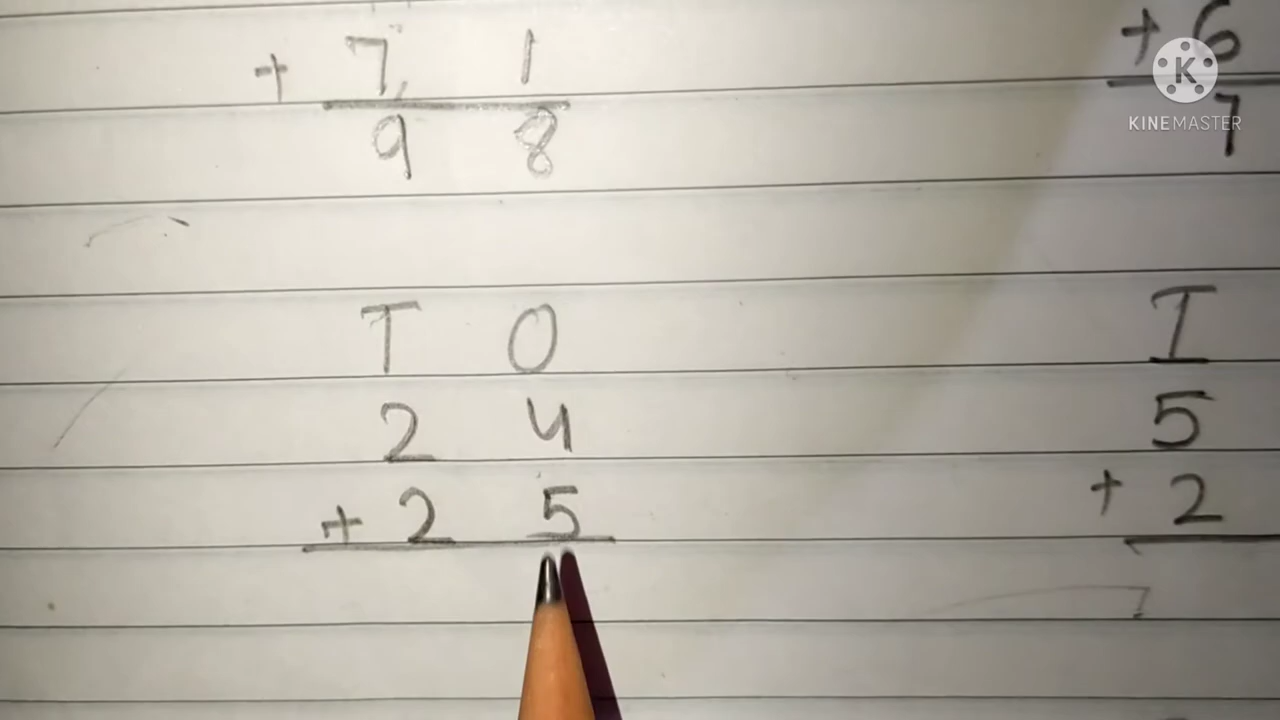 + 7 1 + 6
9 8 7
T O T
2 4 5
+ 2 5 + 2
KINEMASTER